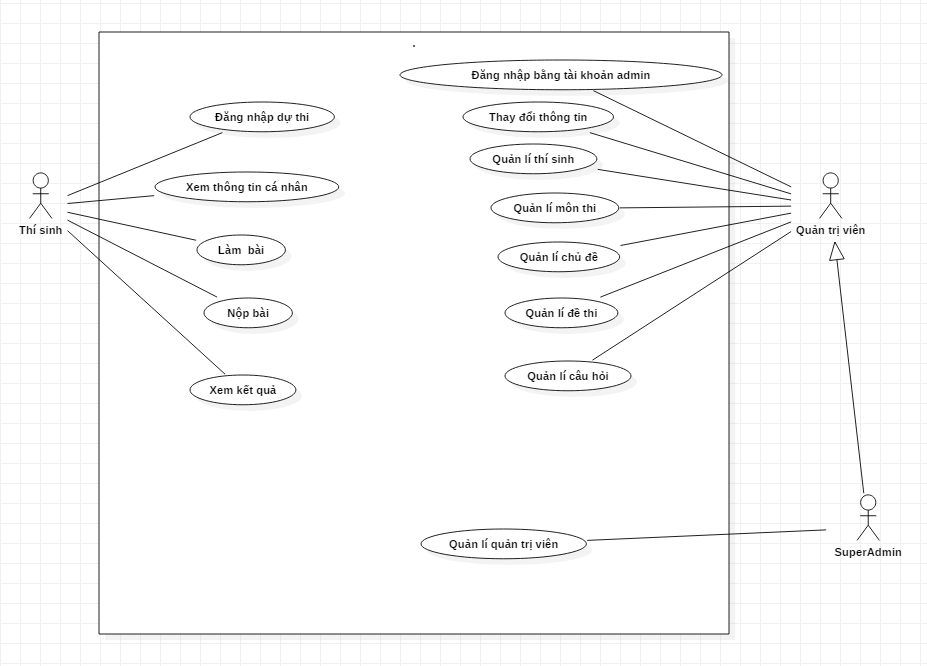 .
Đăng nhập bằng tài khoản admin
Đăng nhập dự thi
Thay đổi thông tin
Quản lí thí sinh
Xem thông tin cá nhân
Quản lí môn thi
Thí sinh
Quản trị viên
Làm  bài
Quản lí chủ đề
Nộp bài
Quản lí đề thi
Quản lí câu hỏi
Xem kết quả
Quản lí quản trị viên
SuperAdmin